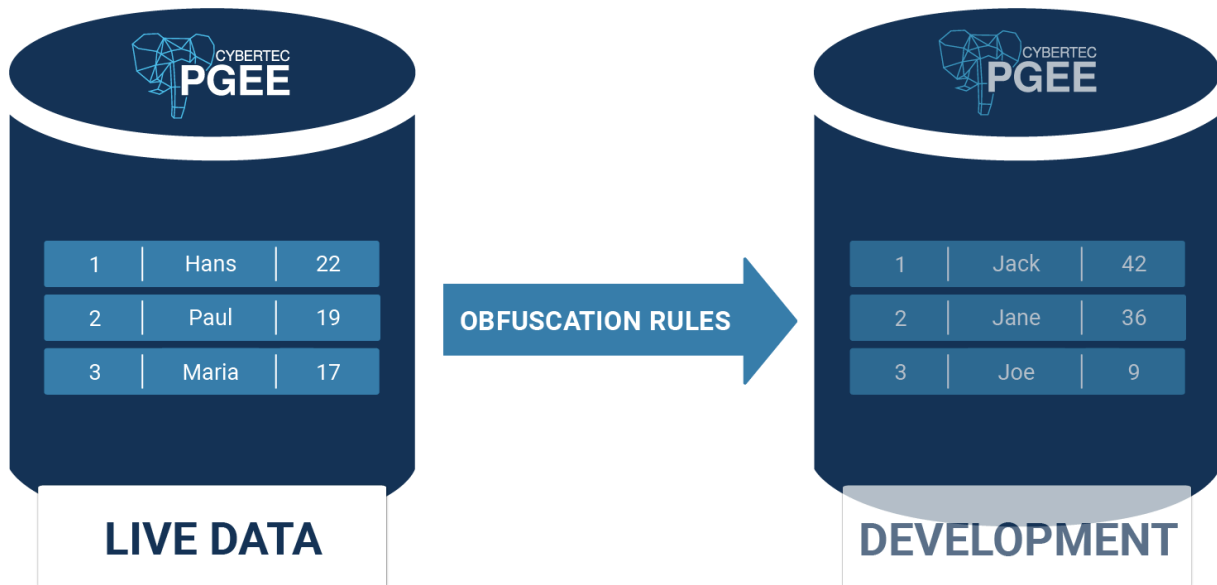 CYBERTEC
PGEE
1 Hans 22
2 Paul 19
3 Maria 17
LIVE DATA
OBFUSCATION RULES
CYBERTEC
PGEE
1 Jack 42
2 Jane 36
3 Joe 9
DEVELOPMENT